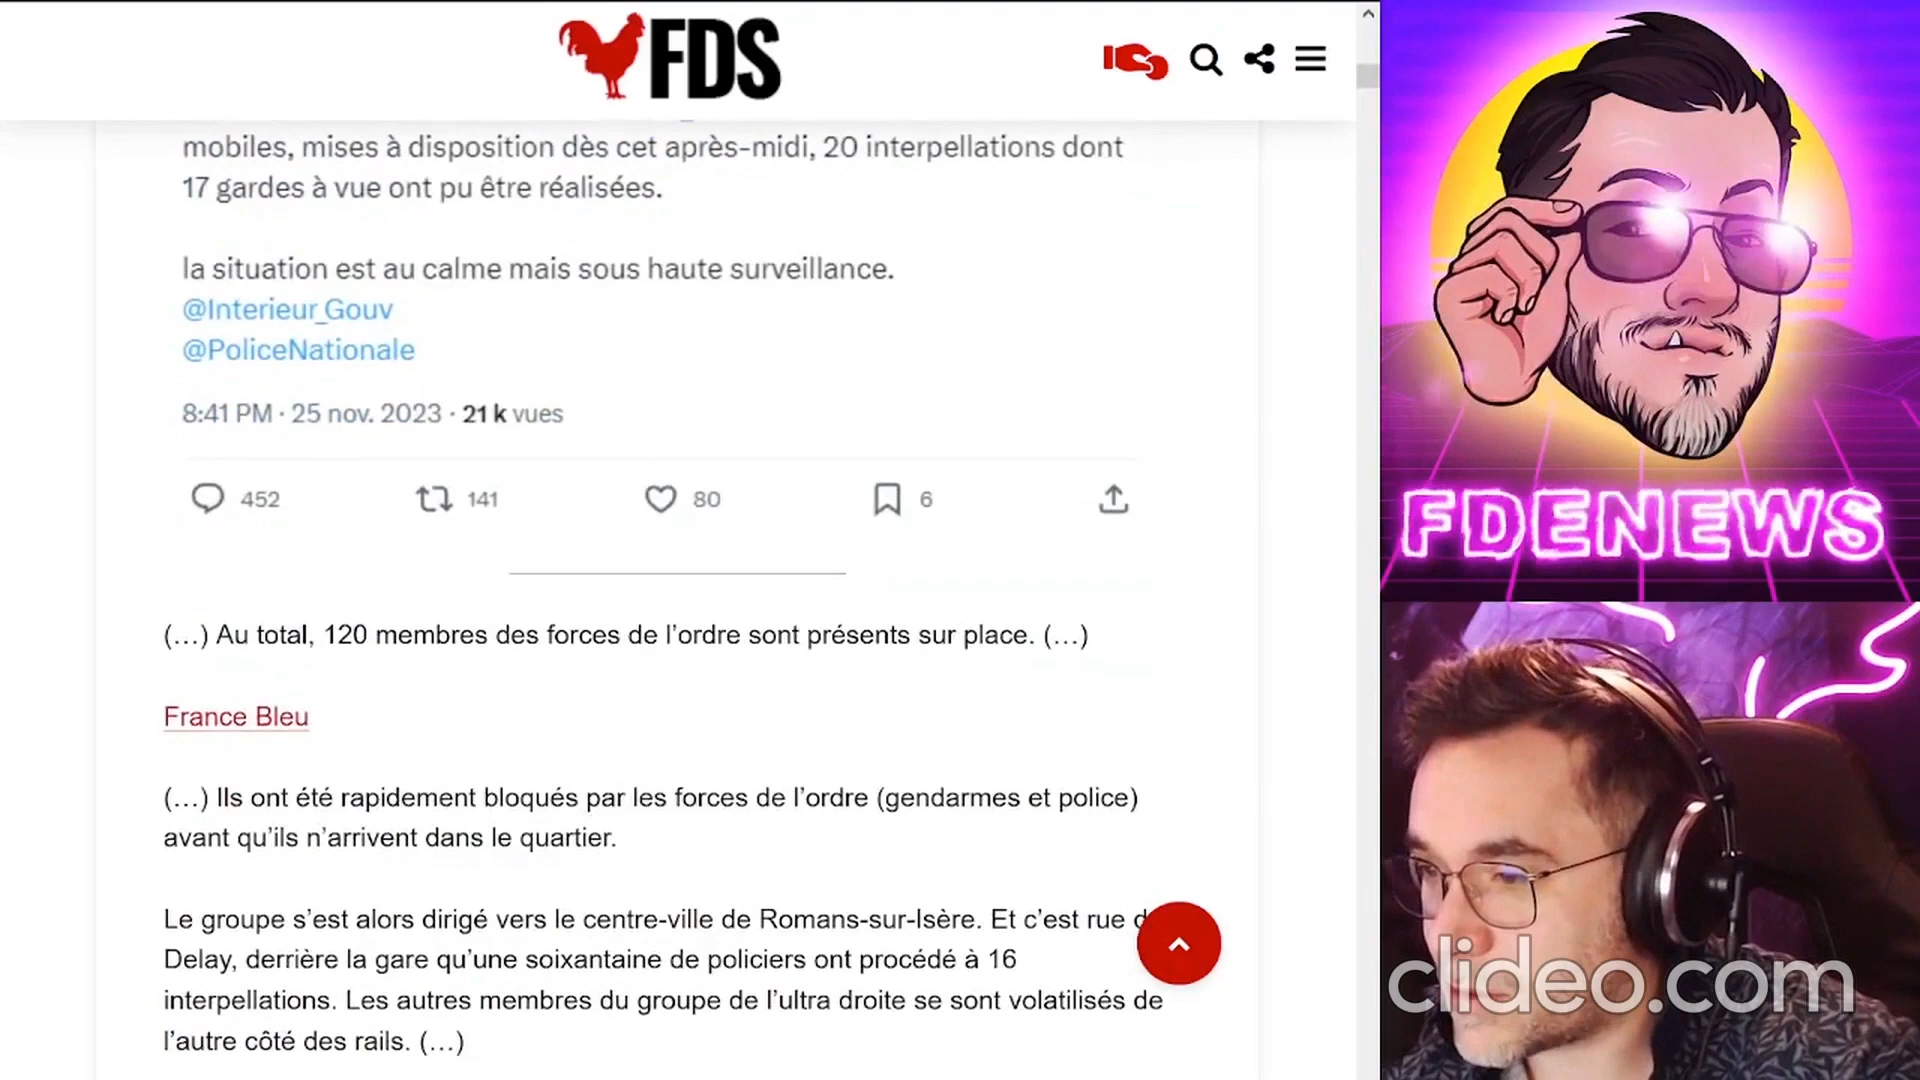 FDS
mobiles, mises à disposition dès cet après-midi, 20 interpellations dont
17 gardes à vue ont pu être réalisées.
la situation est au calme mais sous haute surveillance.
@Interieur_Gouv
@PoliceNationale
8:41 PM · 25 nov. 2023 · 21 k vues
452 141 80 6
(…) Au total, 120 membres des forces de l’ordre sont présents sur place. (…)
France Bleu
(…) Ils ont été rapidement bloqués par les forces de l’ordre (gendarmes et police)
avant qu’ils n’arrivent dans le quartier.
Le groupe s’est alors dirigé vers le centre-ville de Romans-sur-Isère. Et c’est rue
Delay, derrière la gare qu’une soixantaine de policiers ont procédé à 16
interpellations. Les autres membres du groupe de l’ultra droite se sont volatilisés de
l’autre côté des rails. (…)
FDENEWS
clideo.com